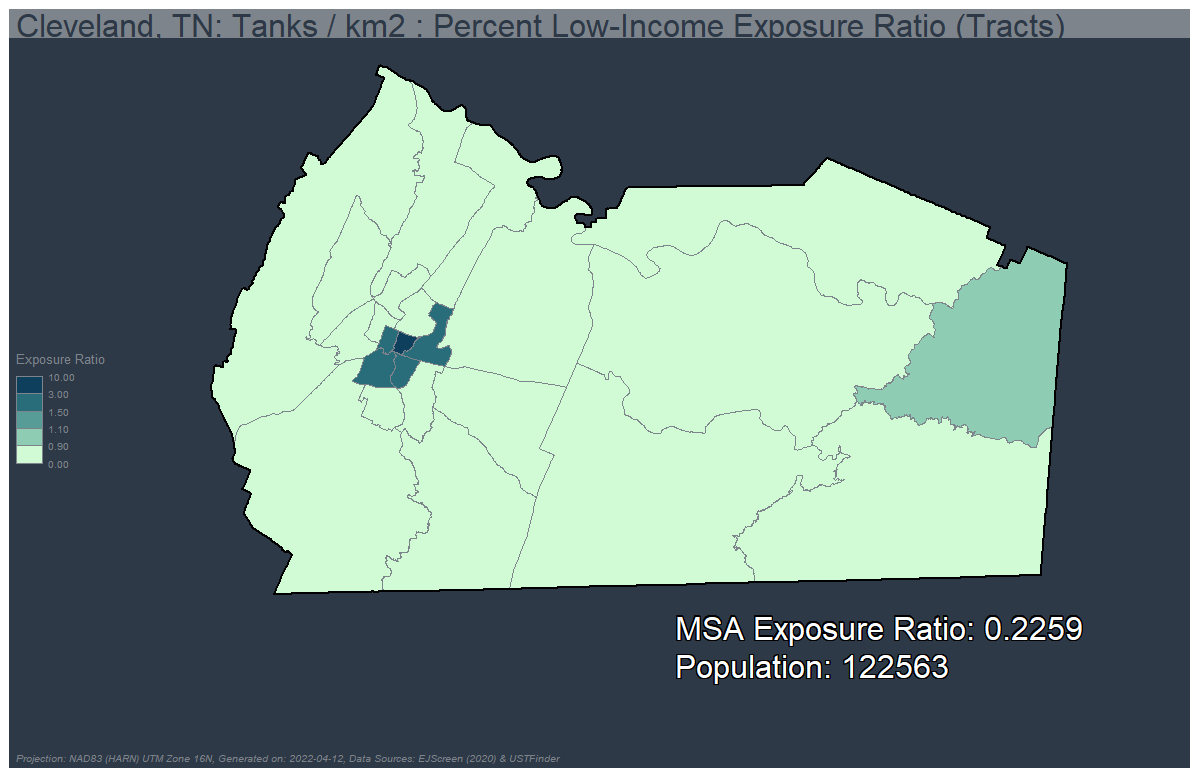 Cleveland, TN: Tanks / km2 : Percent Low-Income Exposure Ratio (Tracts)
Exposure Ratio
10.00
3.00
1.50
1.10
0.90
0.00
MSA Exposure Ratio: 0.2259
Population: 122563
Projection: NAD83 (HARN) UTM Zone 16N, Generated on: 2022-04-12, Data Sources: EJScreen (2020) & USTFinder